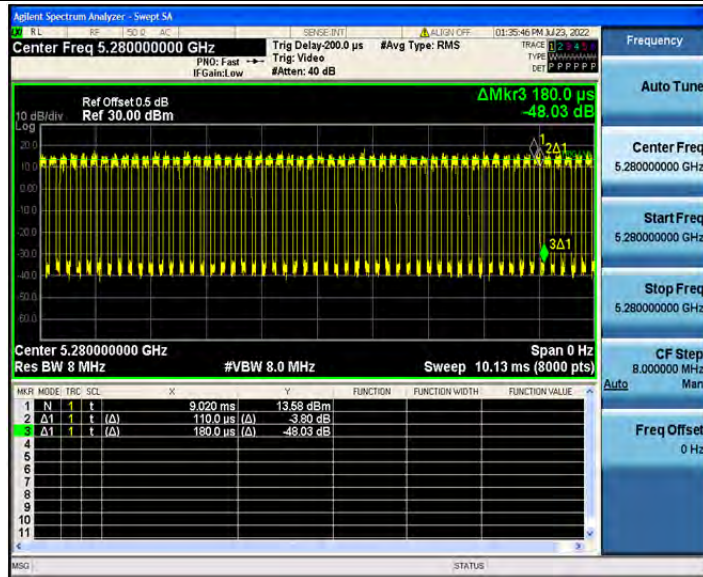 Agilent Spectrum Analyzer - Swept SA
RL RF 50 Ω AC SENSE:INT ALIGN OFF 01:35:46 PM Jul 23, 2022
Center Freq 5.280000000 GHz
PNO: Fast
IFGain:Low
Trig Delay-200.0 µs
Trig: Video
#Atten: 40 dB
#Avg Type: RMS
TRACE 1 2 3 4 5 6
TYPE
DET P P P P P P
ΔMkr3 180.0 µs
-48.03 dB
Ref Offset 0.5 dB
10 dB/div Ref 30.00 dBm
Log
20.0
10.0
0.00
-10.0
-20.0
-30.0
-40.0
-50.0
-60.0
1
2Δ1
3Δ1
Center 5.280000000 GHz Span 0 Hz
Res BW 8 MHz #VBW 8.0 MHz Sweep 10.13 ms (8000 pts)
MKR MODE TRC SCL X Y FUNCTION FUNCTION WIDTH FUNCTION VALUE
1 N 1 t 9.020 ms 13.58 dBm
2 Δ1 1 t (Δ) 110.0 µs (Δ) -3.80 dB
3 Δ1 1 t (Δ) 180.0 µs (Δ) -48.03 dB
4
5
6
7
8
9
10
11
MSG STATUS
Frequency
Auto Tune
Center Freq
5.280000000 GHz
Start Freq
5.280000000 GHz
Stop Freq
5.280000000 GHz
CF Step
8.000000 MHz
Auto Man
Freq Offset
0 Hz